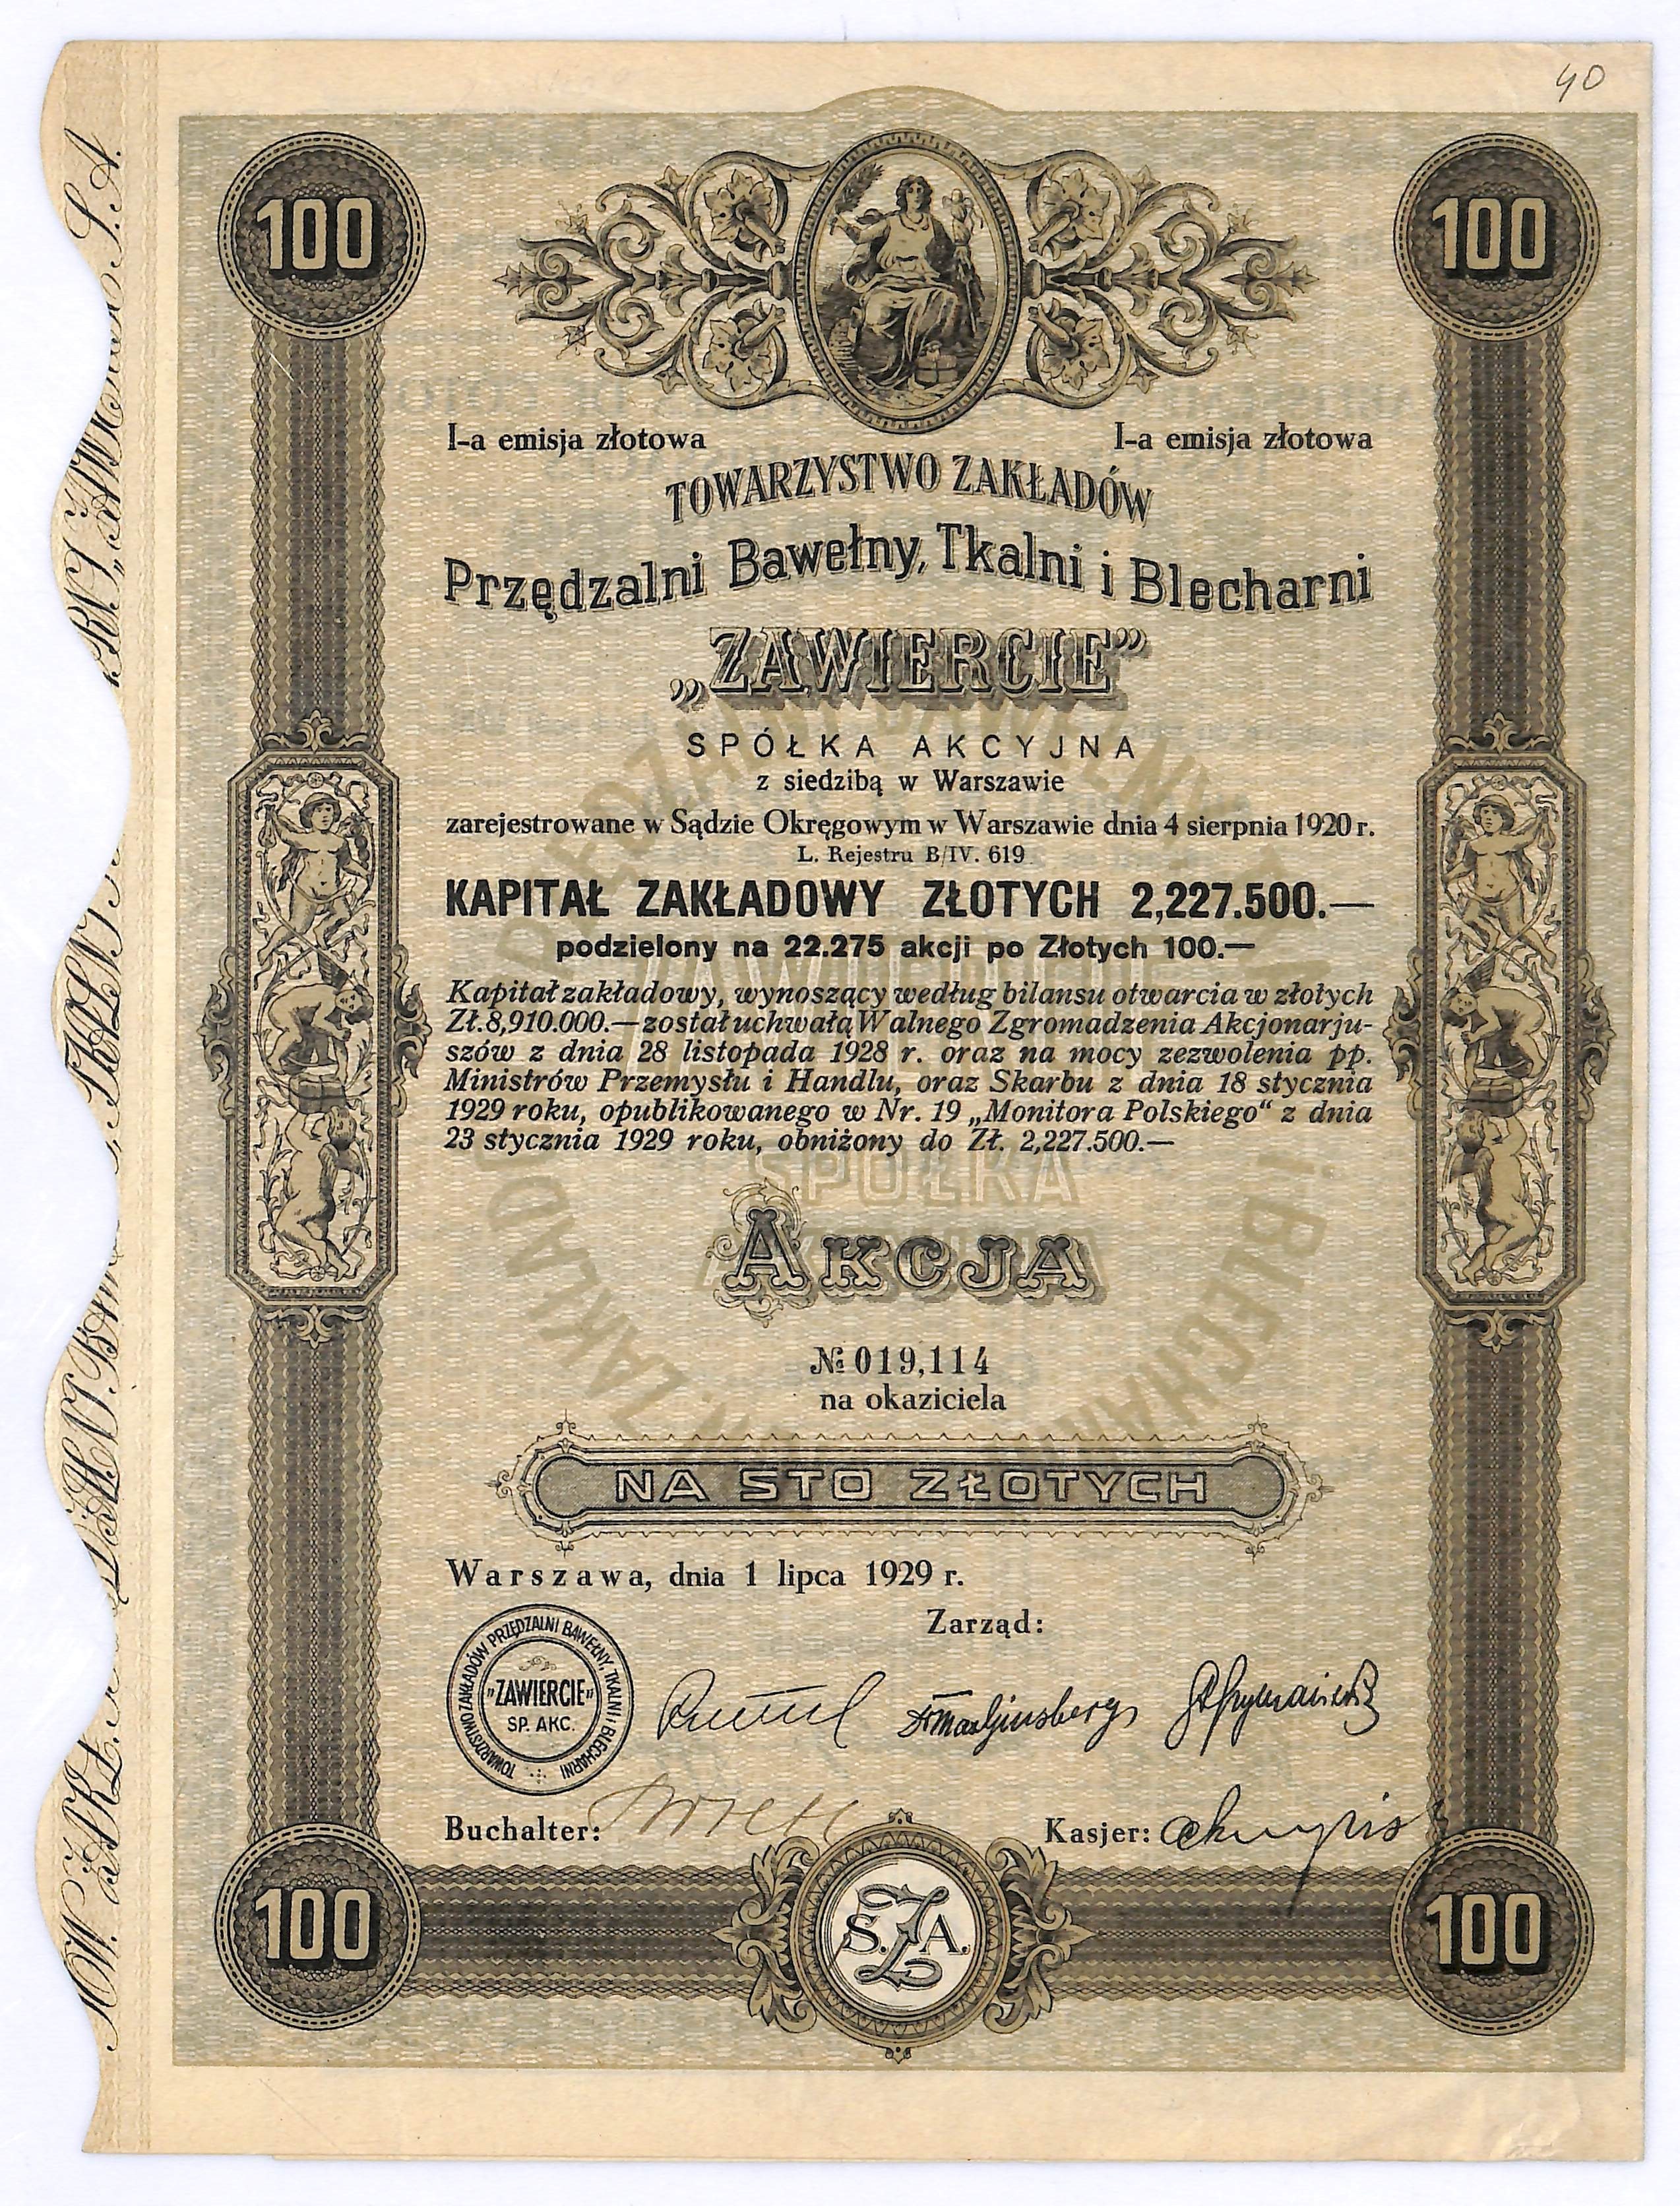 40
100
100
I-a emisja złotowa
I-a emisja złotowa
TOWARZYSTWO ZAKŁADÓW
Przędzalni Bawełny, Tkalni i Blecharni
„ZAWIERCIE”
SPÓŁKA AKCYJNA
z siedzibą w Warszawie
zarejestrowane w Sądzie Okręgowym w Warszawie dnia 4 sierpnia 1920 r.
L. Rejestru B/IV. 619
KAPITAŁ ZAKŁADOWY ZŁOTYCH 2,227.500.—
podzielony na 22.275 akcji po Złotych 100.—
Kapitał zakładowy, wynoszący według bilansu otwarcia w złotych
Zł. 8,910.000.— został uchwałą Walnego Zgromadzenia Akcjonarju-
szów z dnia 28 listopada 1928 r. oraz na mocy zezwolenia pp.
Ministrów Przemysłu i Handlu, oraz Skarbu z dnia 18 stycznia
1929 roku, opublikowanego w Nr. 19 „Monitora Polskiego“ z dnia
23 stycznia 1929 roku, obniżony do Zł. 2,227.500.—
SPÓŁKA
AKCJA
№ 019,114
na okaziciela
NA STO ZŁOTYCH
Warszawa, dnia 1 lipca 1929 r.
Zarząd:
TOWARZYSTWO ZAKŁADÓW PRZĘDZALNI BAWEŁNY, TKALNI I BLECHARNI
"ZAWIERCIE"
SP. AKC.
Dr Max Ginsberg
Buchalter:
Kasjer:
100
S. Z. A.
100